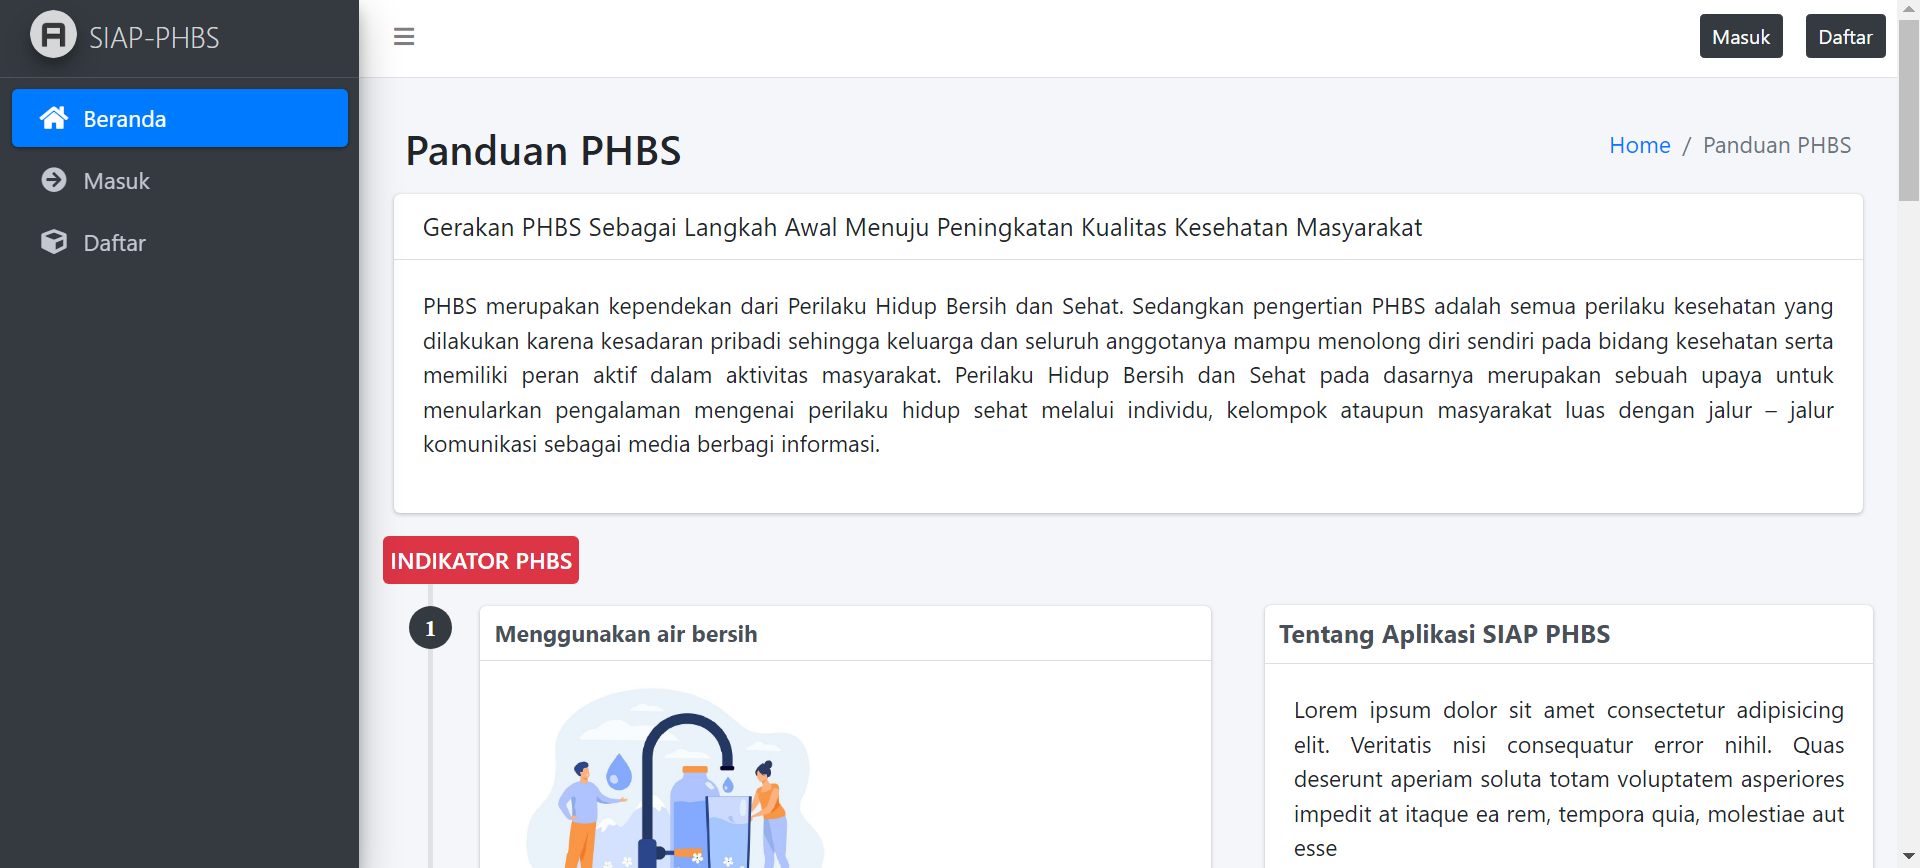 SIAP-PHBS
Beranda
Masuk
Daftar
Masuk
Daftar
Panduan PHBS
Home / Panduan PHBS
Gerakan PHBS Sebagai Langkah Awal Menuju Peningkatan Kualitas Kesehatan Masyarakat
PHBS merupakan kependekan dari Perilaku Hidup Bersih dan Sehat. Sedangkan pengertian PHBS adalah semua perilaku kesehatan yang
dilakukan karena kesadaran pribadi sehingga keluarga dan seluruh anggotanya mampu menolong diri sendiri pada bidang kesehatan serta
memiliki peran aktif dalam aktivitas masyarakat. Perilaku Hidup Bersih dan Sehat pada dasarnya merupakan sebuah upaya untuk
menularkan pengalaman mengenai perilaku hidup sehat melalui individu, kelompok ataupun masyarakat luas dengan jalur – jalur
komunikasi sebagai media berbagi informasi.
INDIKATOR PHBS
1
Menggunakan air bersih
Tentang Aplikasi SIAP PHBS
Lorem ipsum dolor sit amet consectetur adipisicing
elit. Veritatis nisi consequatur error nihil. Quas
deserunt aperiam soluta totam voluptatem asperiores
impedit at itaque ea rem, tempora quia, molestiae aut
esse